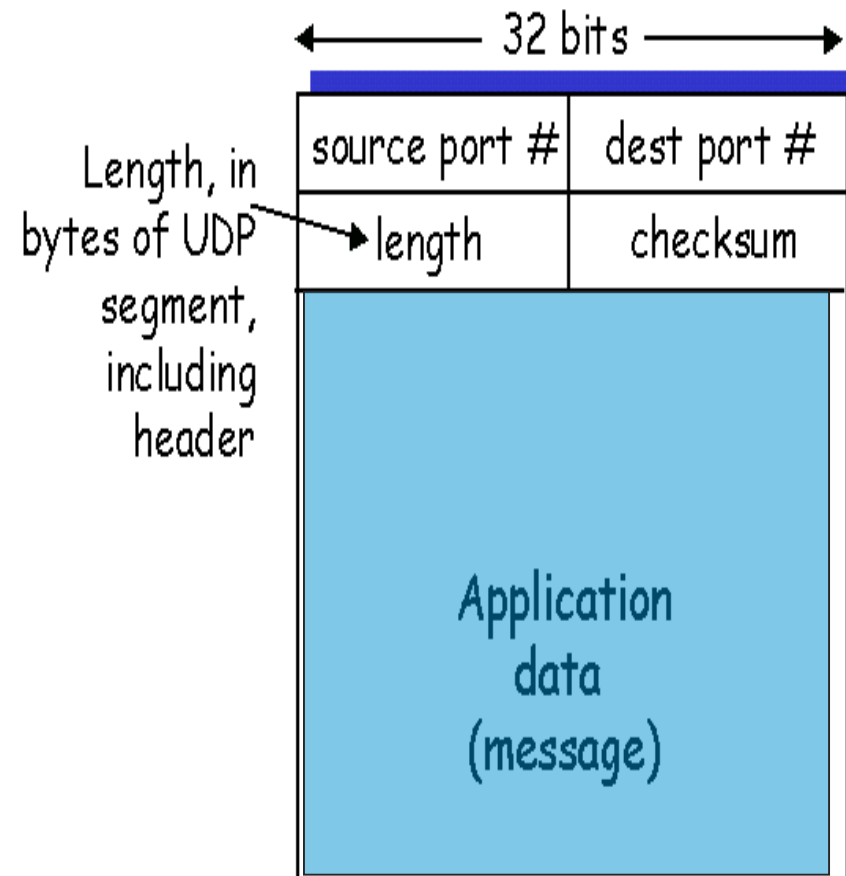 32 bits
source port #
dest port #
Length, in
bytes of UDP
segment,
including
header
length
checksum
Application
data
(message)